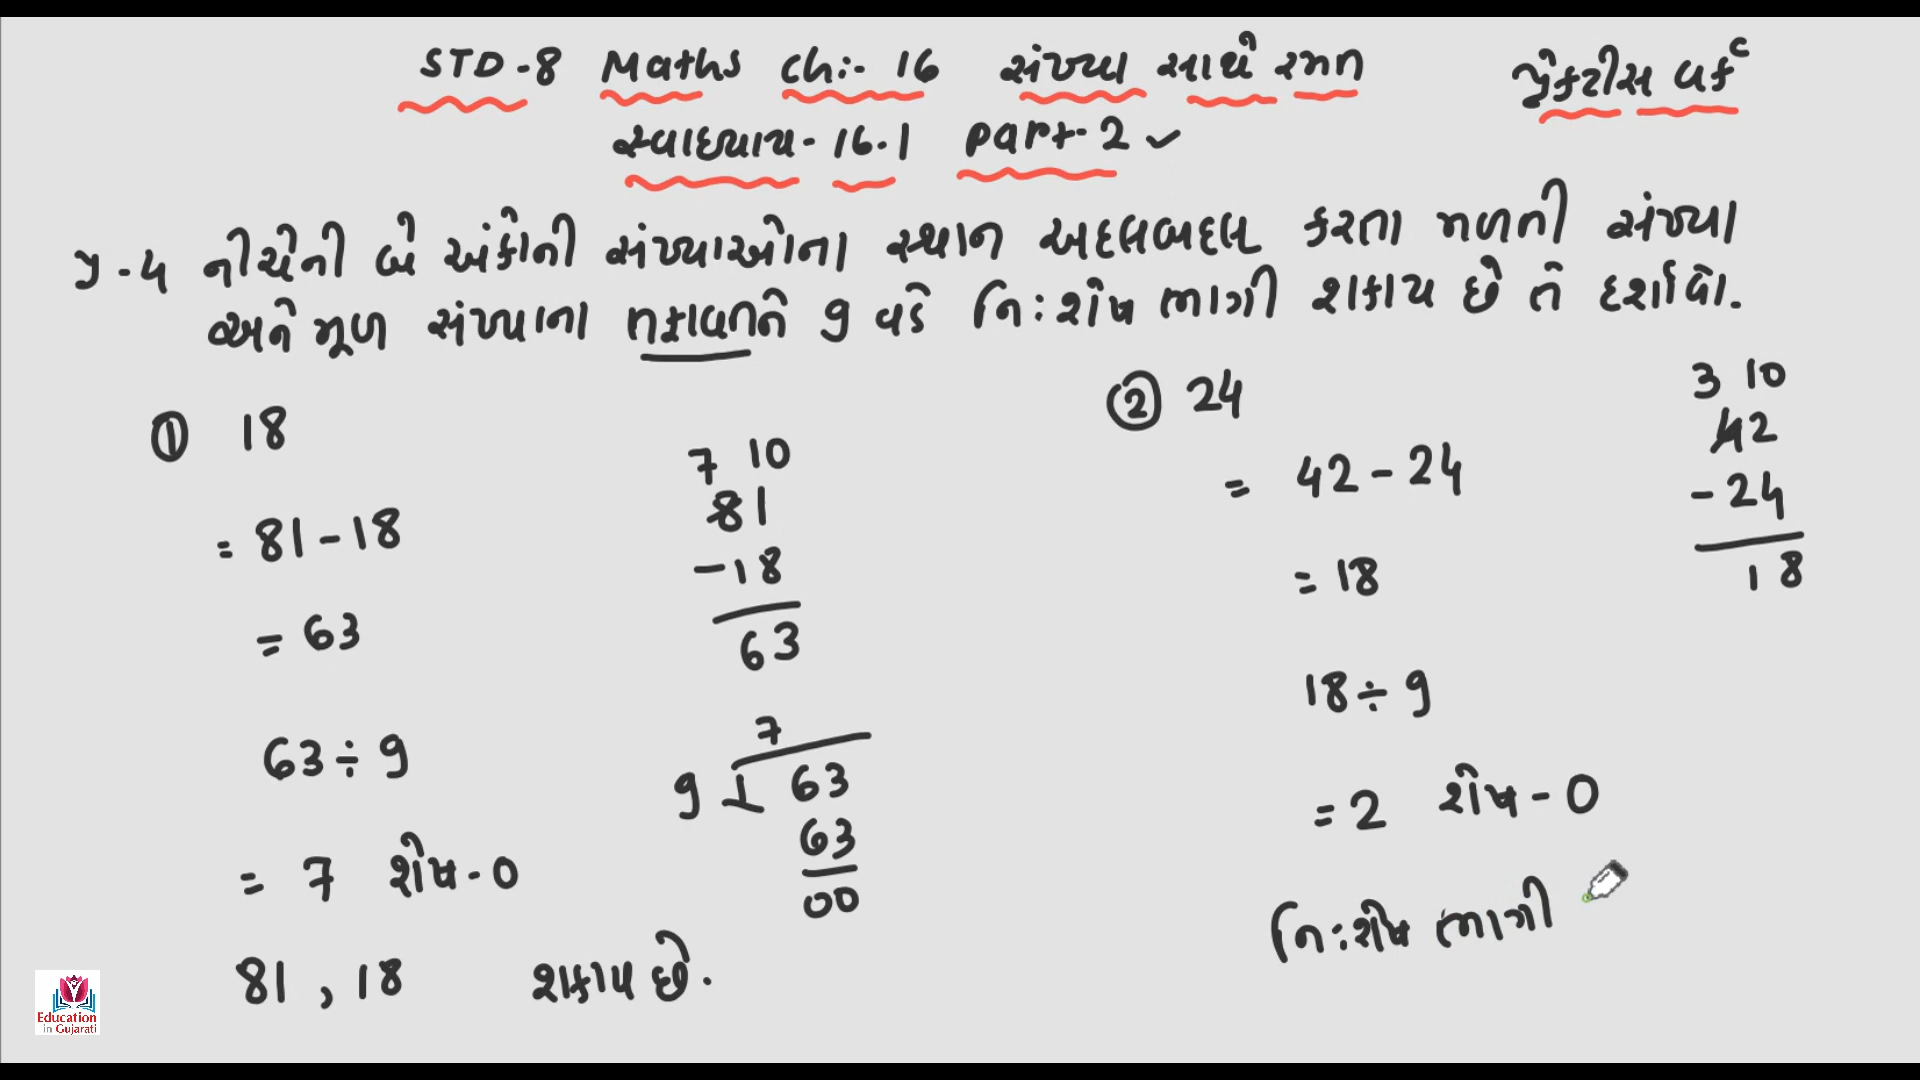 STD-8 Maths Ch:- 16 સંખ્યા સાથે રમત પ્રેક્ટીસ વર્ક
સ્વાધ્યાય-16.1 Part-2 ✓
પ્ર-4 નીચેની બે અંકોની સંખ્યાઓના સ્થાન અદલબદલ કરતા મળતી સંખ્યા
અને મૂળ સંખ્યાના તફાવતને 9 વડે નિ:શેષ ભાગી શકાય છે તે દર્શાવો.
① 18
= 81-18
= 63
63÷9
= 7 શેષ-0
81, 18 શકાય છે.
7 10
81
-18
63
7
9 63
63
00
② 24
= 42-24
= 18
18÷9
= 2 શેષ-0
નિ:શેષ ભાગી
3 10
42
-24
18
Education
in Gujarati